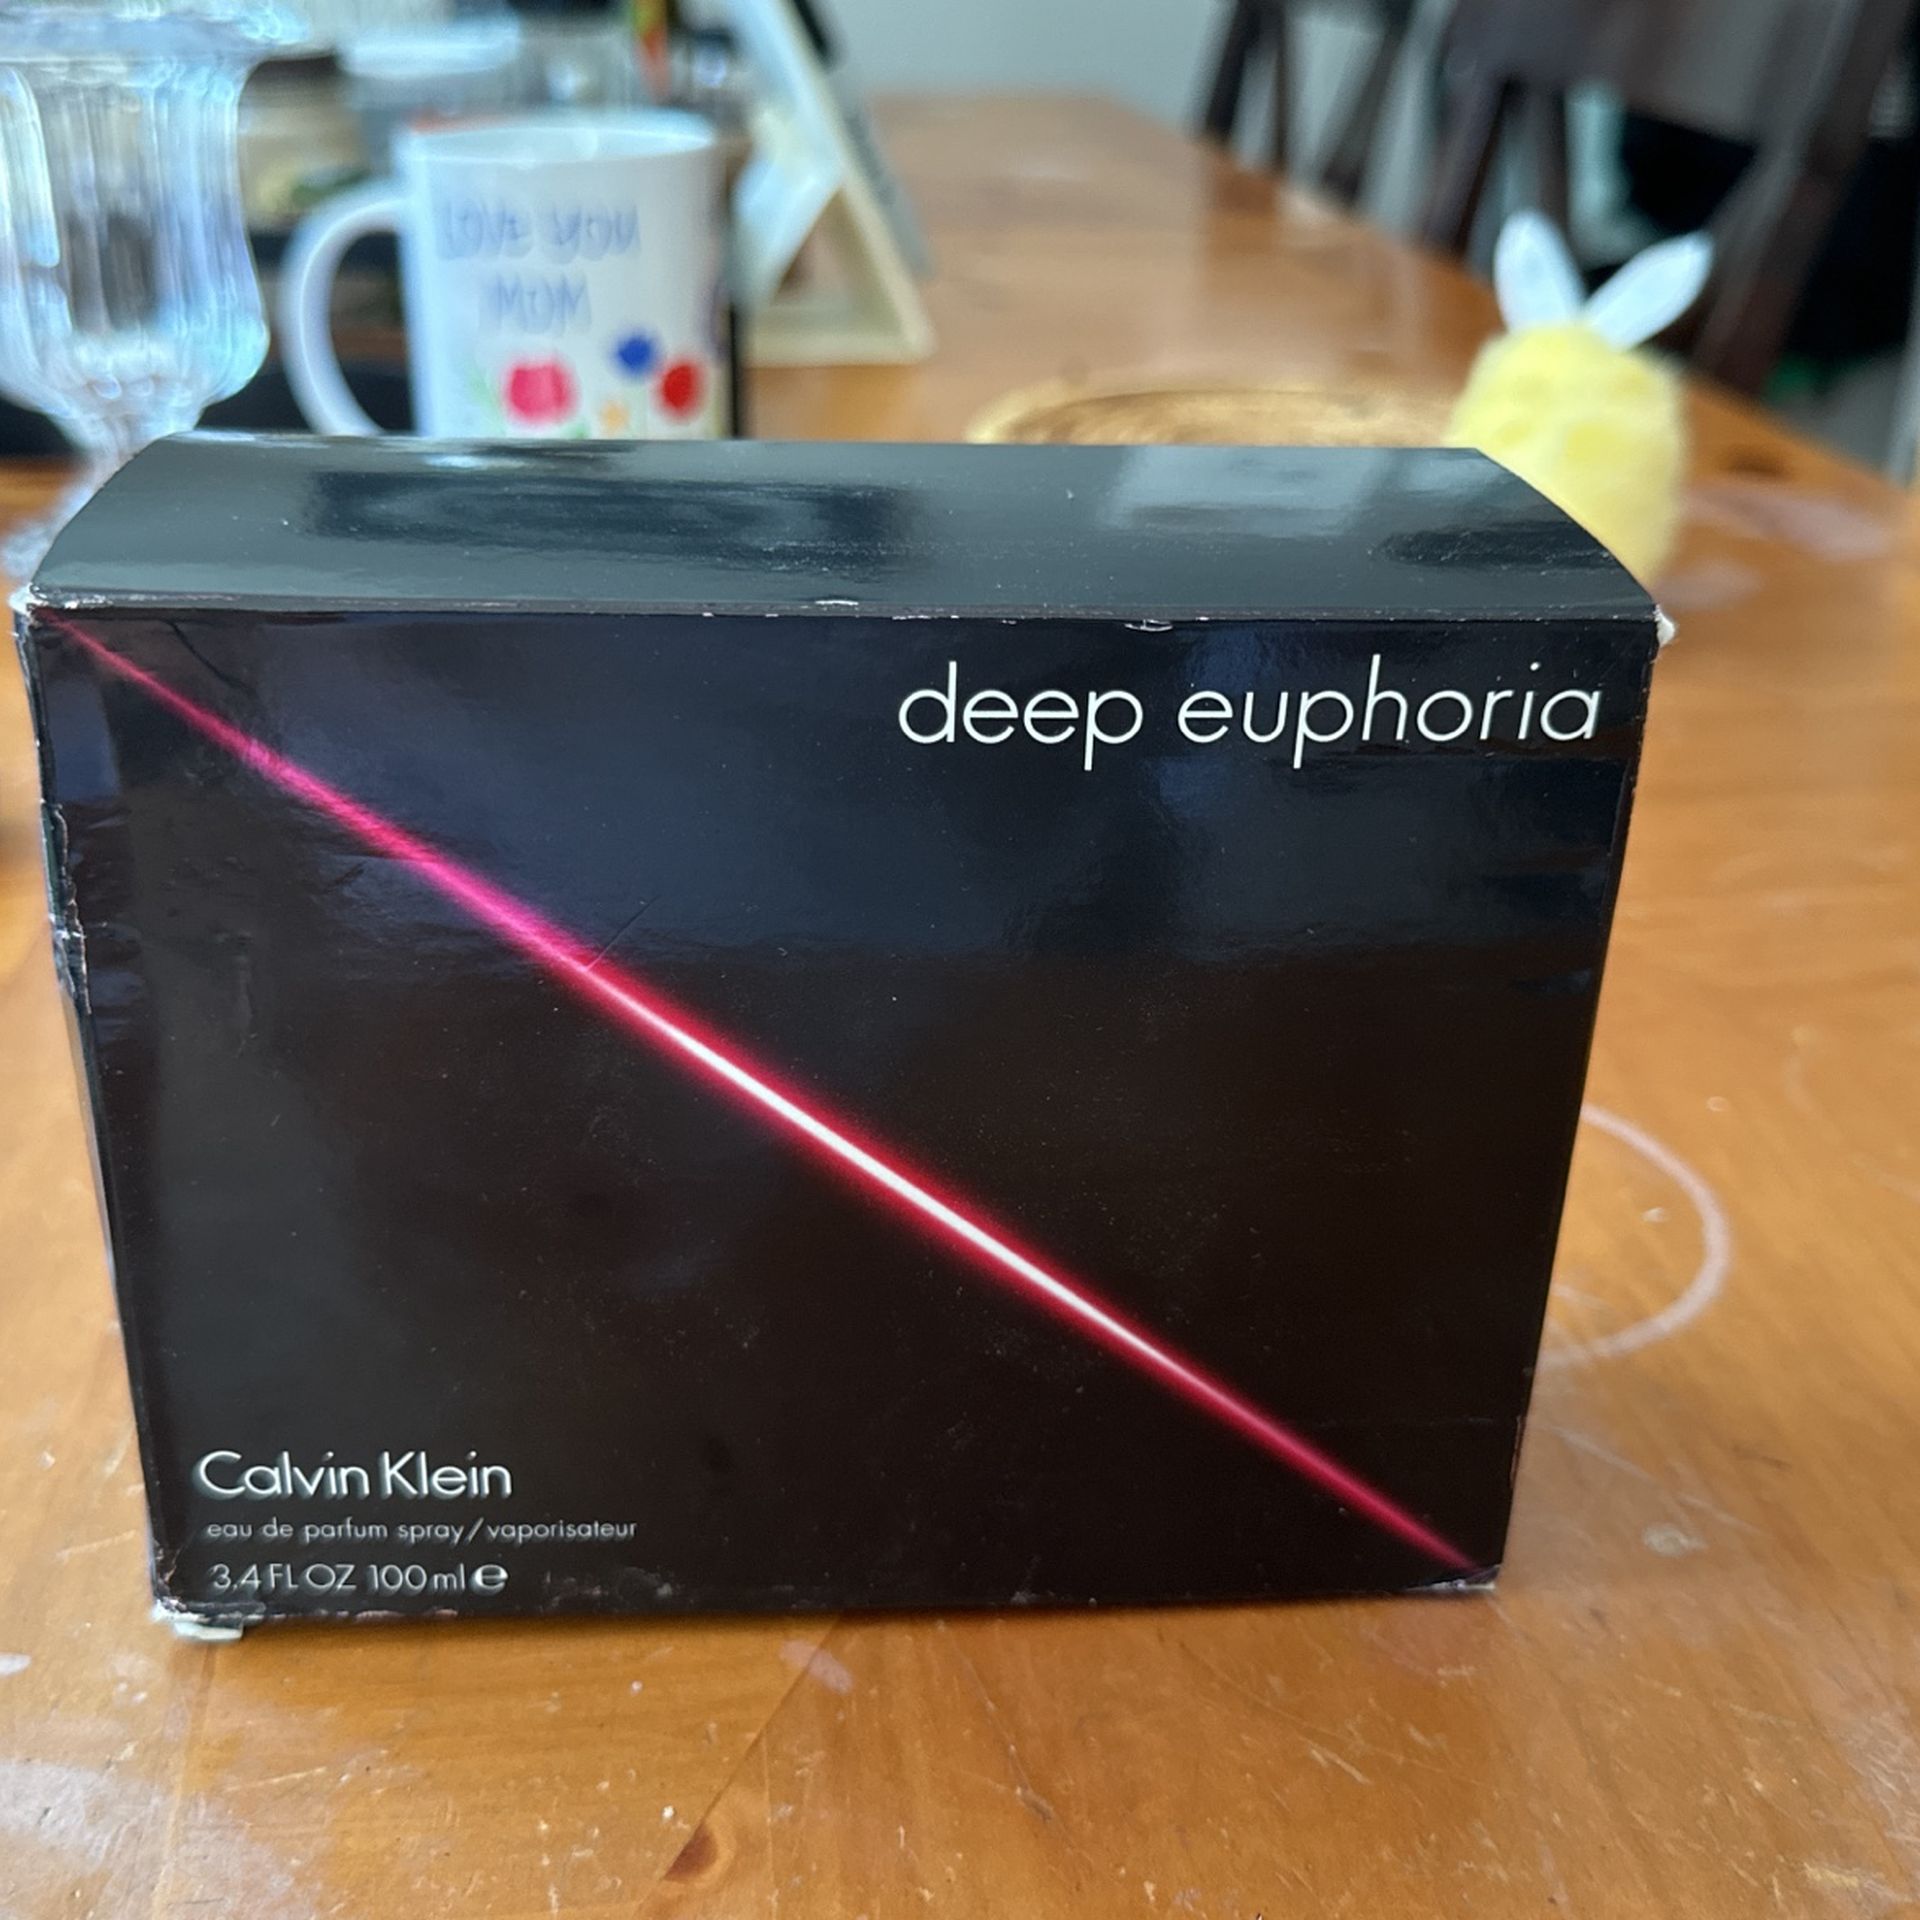 LOVE YOU
MOM
deep euphoria
Calvin Klein
eau de parfum spray/vaporisateur
3.4 FL OZ 100 ml ℮